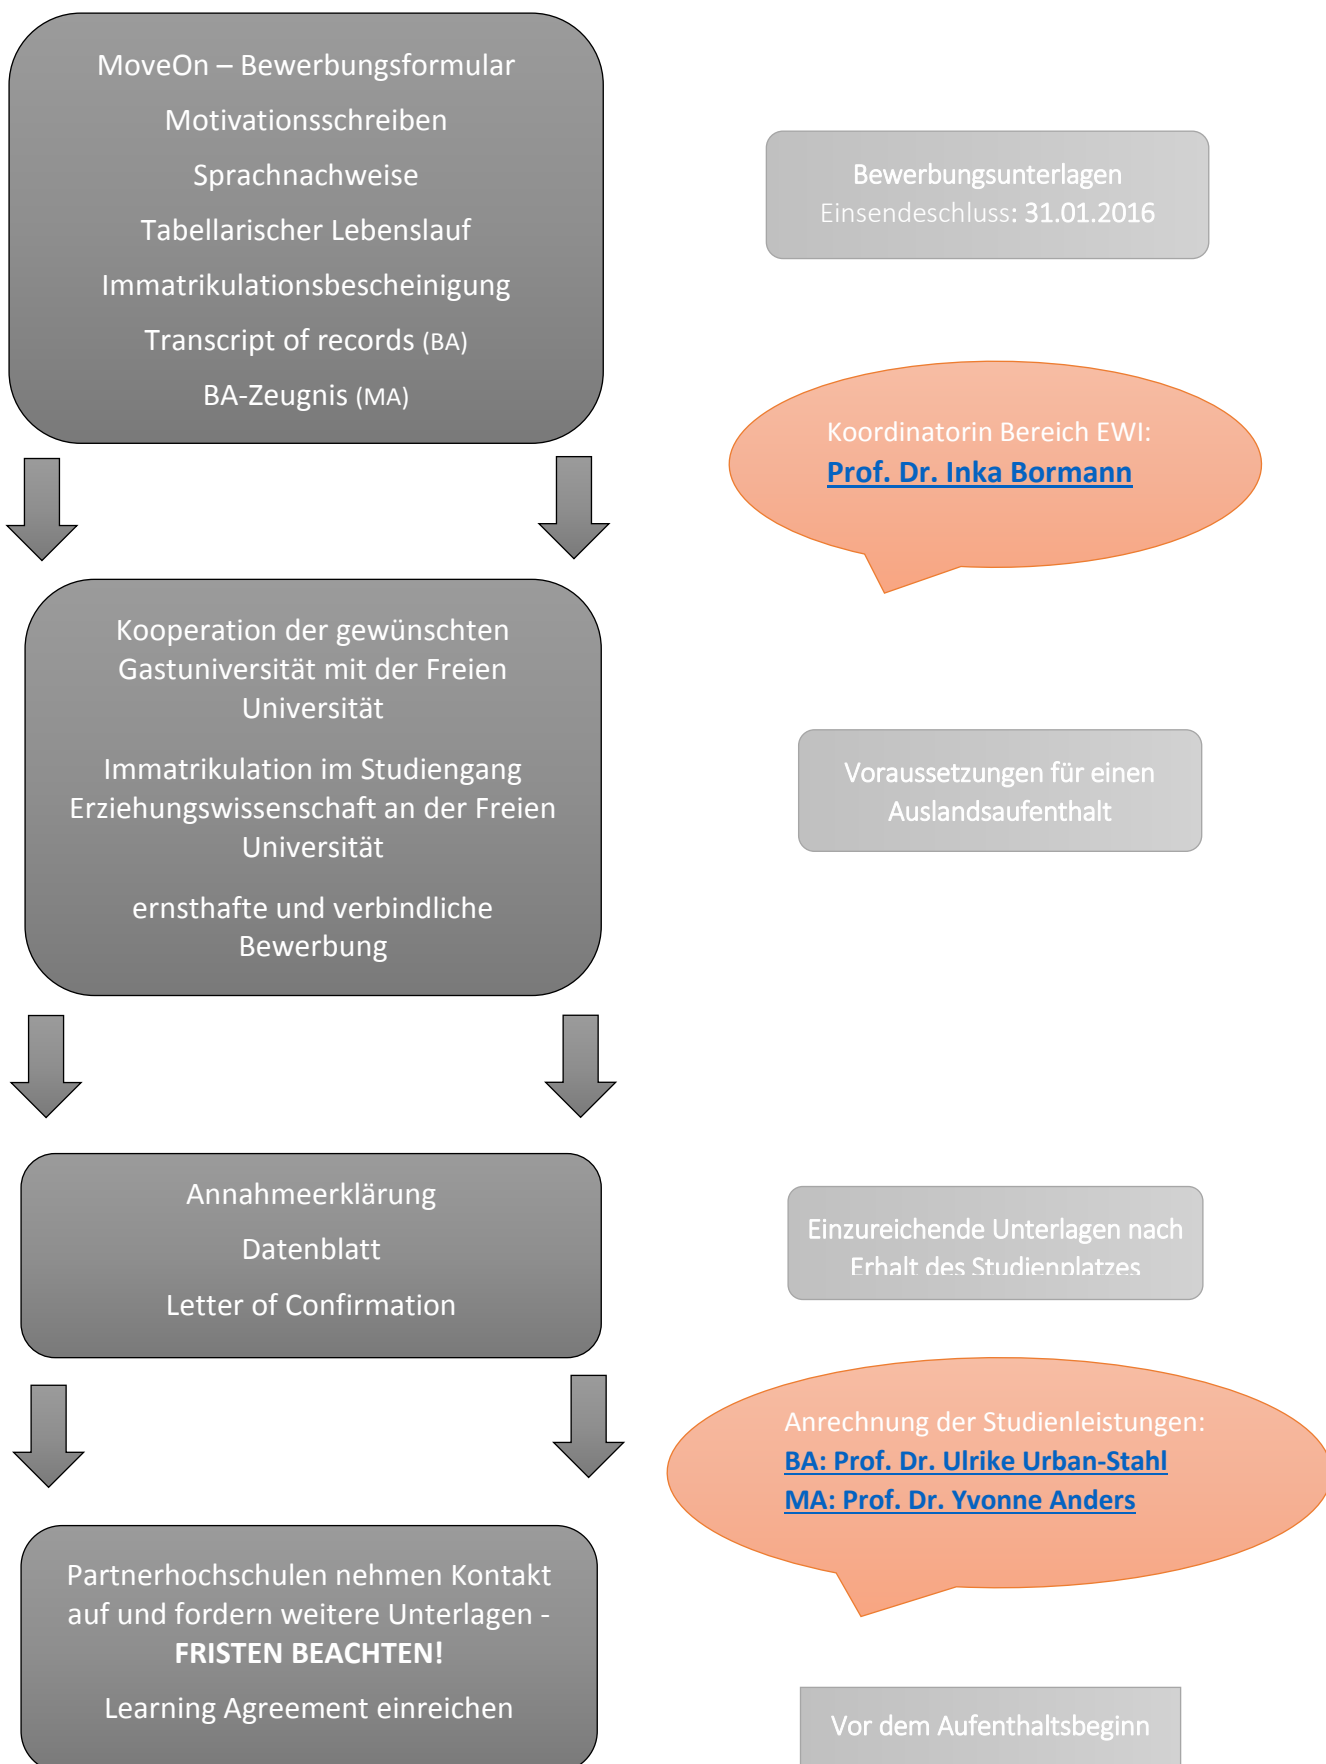 MoveOn – Bewerbungsformular
Motivationsschreiben
Sprachnachweise
Tabellarischer Lebenslauf
Immatrikulationsbescheinigung
Transcript of records (BA)
BA-Zeugnis (MA)
Bewerbungsunterlagen
Einsendeschluss: 31.01.2016
Koordinatorin Bereich EWI:
Prof. Dr. Inka Bormann
Kooperation der gewünschten
Gastuniversität mit der Freien
Universität
Immatrikulation im Studiengang
Erziehungswissenschaft an der Freien
Universität
ernsthafte und verbindliche
Bewerbung
Voraussetzungen für einen
Auslandsaufenthalt
Annahmeerklärung
Datenblatt
Letter of Confirmation
Einzureichende Unterlagen nach
Erhalt des Studienplatzes
Anrechnung der Studienleistungen:
BA: Prof. Dr. Ulrike Urban-Stahl
MA: Prof. Dr. Yvonne Anders
Partnerhochschulen nehmen Kontakt
auf und fordern weitere Unterlagen -
FRISTEN BEACHTEN!
Learning Agreement einreichen
Vor dem Aufenthaltsbeginn